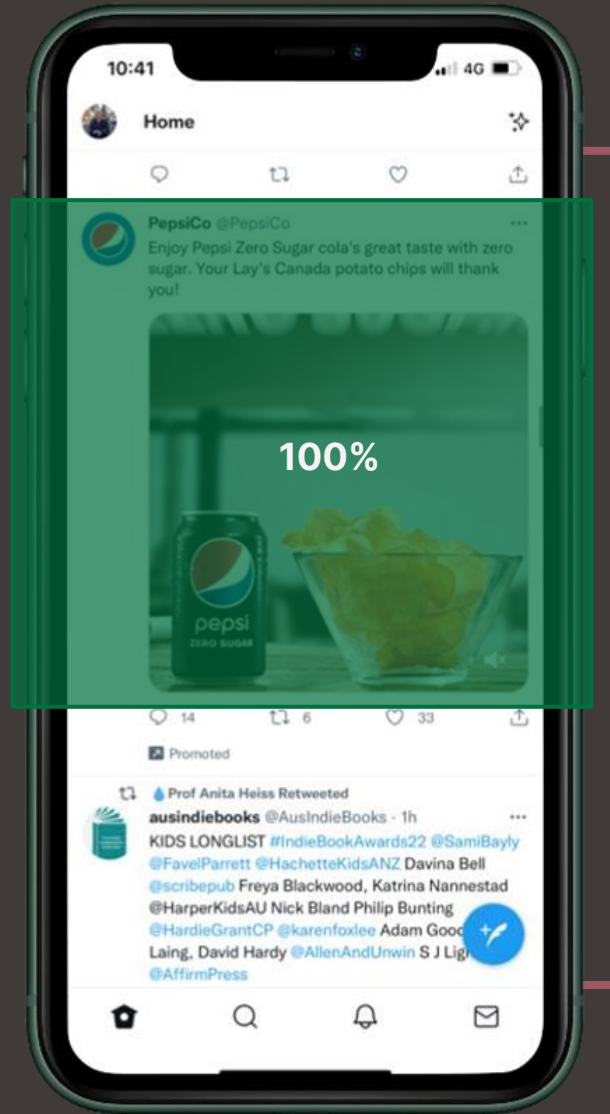 10:41
4G
Home
PepsiCo @PepsiCo
Enjoy Pepsi Zero Sugar cola's great taste with zero
sugar. Your Lay's Canada potato chips will thank
you!
100%
pepsi
ZERO SUGAR
14 6 33
Promoted
Prof Anita Heiss Retweeted
ausindiebooks @AusIndieBooks · 1h
KIDS LONGLIST #IndieBookAwards22 @SamiBayly
@FavelParrett @HachetteKidsANZ Davina Bell
@scribepub Freya Blackwood, Katrina Nannestad
@HarperKidsAU Nick Bland Philip Bunting
@HardieGrantCP @karenfoxlee Adam Goo
Laing, David Hardy @AllenAndUnwin S J Lig
@AffirmPress